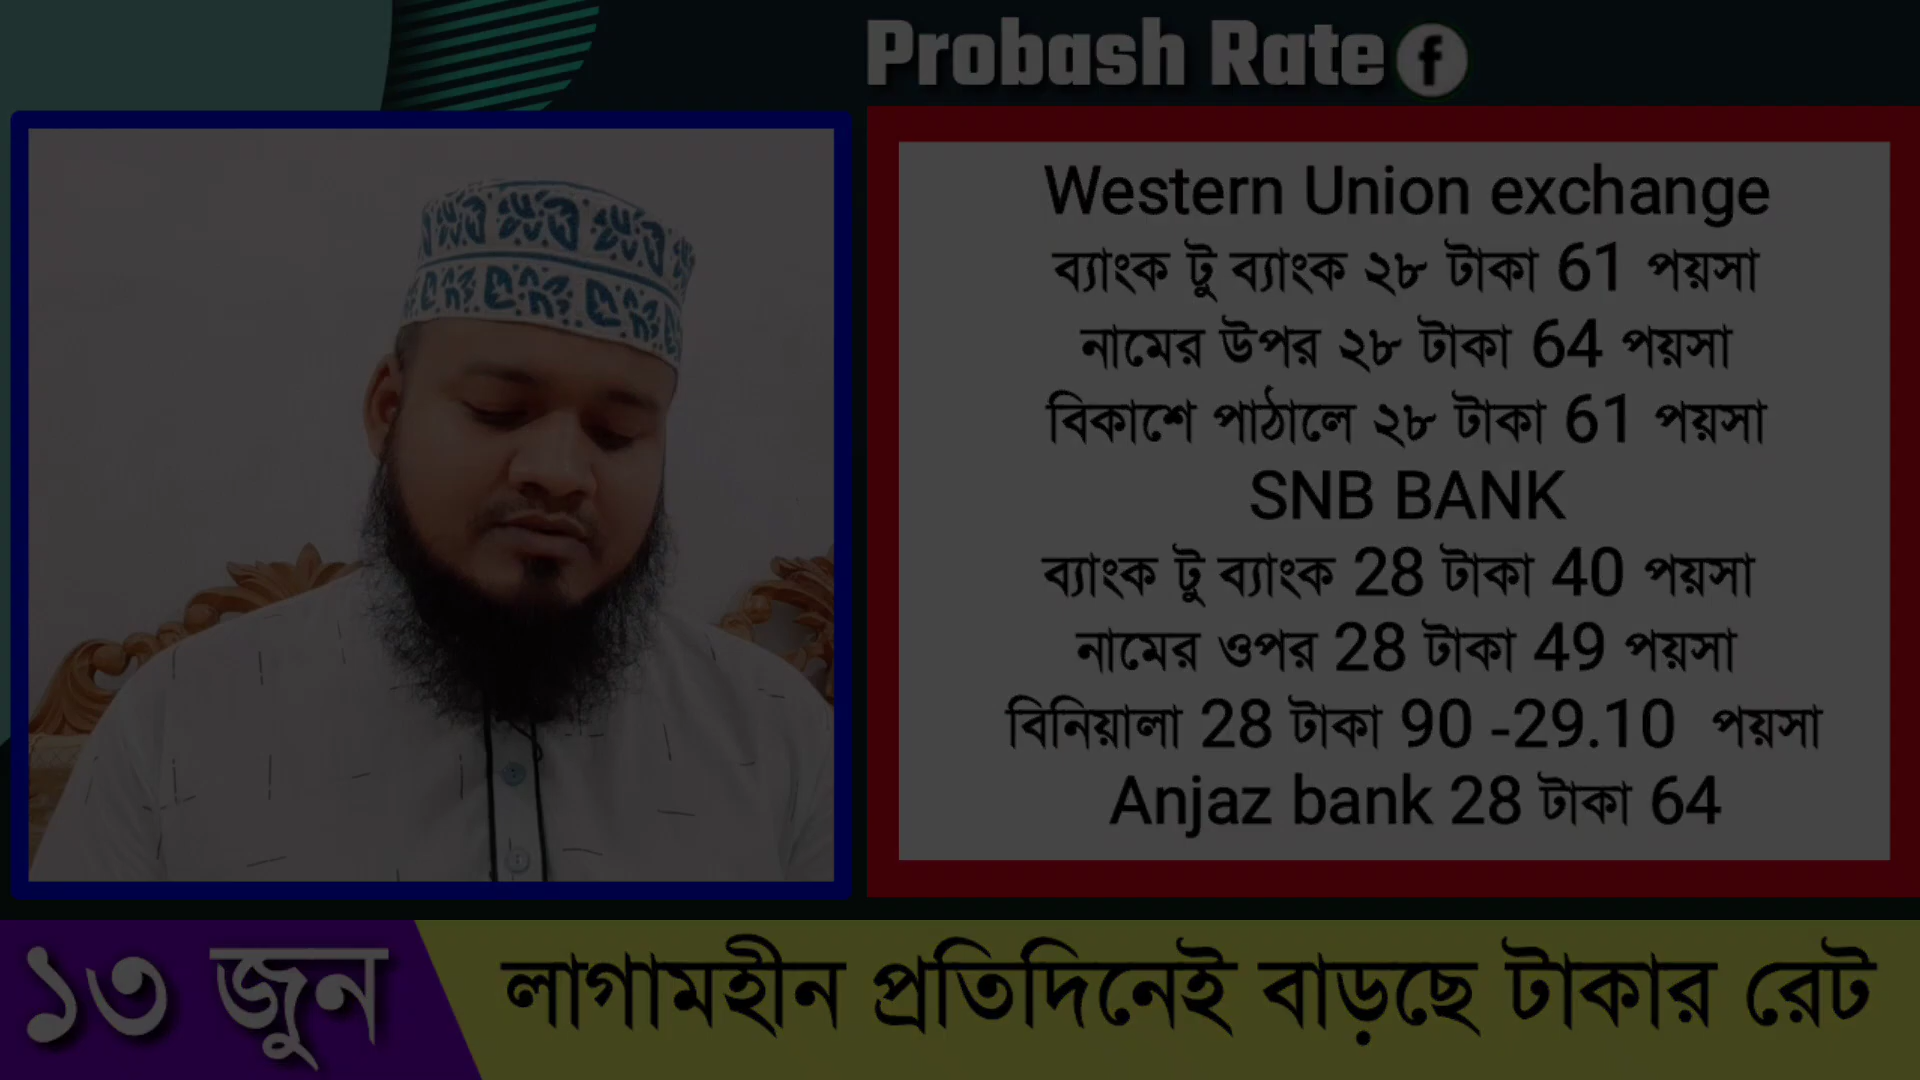 Probash Rate
Western Union exchange
ব্যাংক টু ব্যাংক ২৮ টাকা 61 পয়সা
নামের উপর ২৮ টাকা 64 পয়সা
বিকাশে পাঠালে ২৮ টাকা 61 পয়সা
SNB BANK
ব্যাংক টু ব্যাংক 28 টাকা 40 পয়সা
নামের ওপর 28 টাকা 49 পয়সা
বিনিয়ালা 28 টাকা 90 -29.10 পয়সা
Anjaz bank 28 টাকা 64
১৩ জুন
লাগামহীন প্রতিদিনেই বাড়ছে টাকার রেট